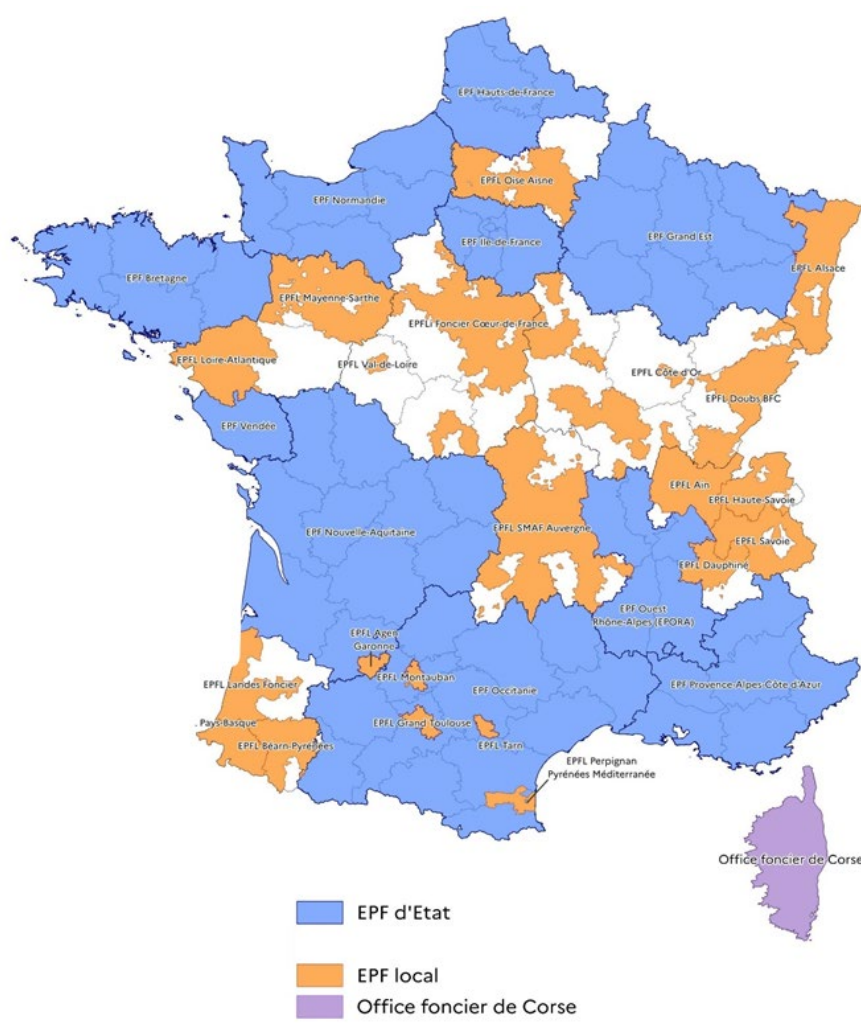 EPF Hauts-de-France
EPFL Oise Aisne
EPF Normandie
EPF Ile-de-France
EPF Grand Est
EPFL Alsace
EPF Bretagne
EPFL Mayenne-Sarthe
EPFLi Foncier Cœur-de-France
EPFL Loire-Atlantique
EPFL Val-de-Loire
EPFL Côte d'Or
EPFL Doubs BFC
EPF Vendée
EPFL Ain
EPFL Haute-Savoie
EPF Nouvelle-Aquitaine
EPFL SMAF Auvergne
EPFL Savoie
EPFL Dauphiné
EPF Ouest
Rhône-Alpes (EPORA)
EPFL Agen
Garonne
EPFL Landes Foncier
EPFL Montauban
EPF Occitanie
EPF Provence-Alpes-Côte d'Azur
Pays-Basque
EPFL Grand Toulouse
EPFL Béarn-Pyrénées
EPFL Tarn
EPFL Perpignan
Pyrénées Méditerranée
Office foncier de Corse
EPF d'Etat
EPF local
Office foncier de Corse